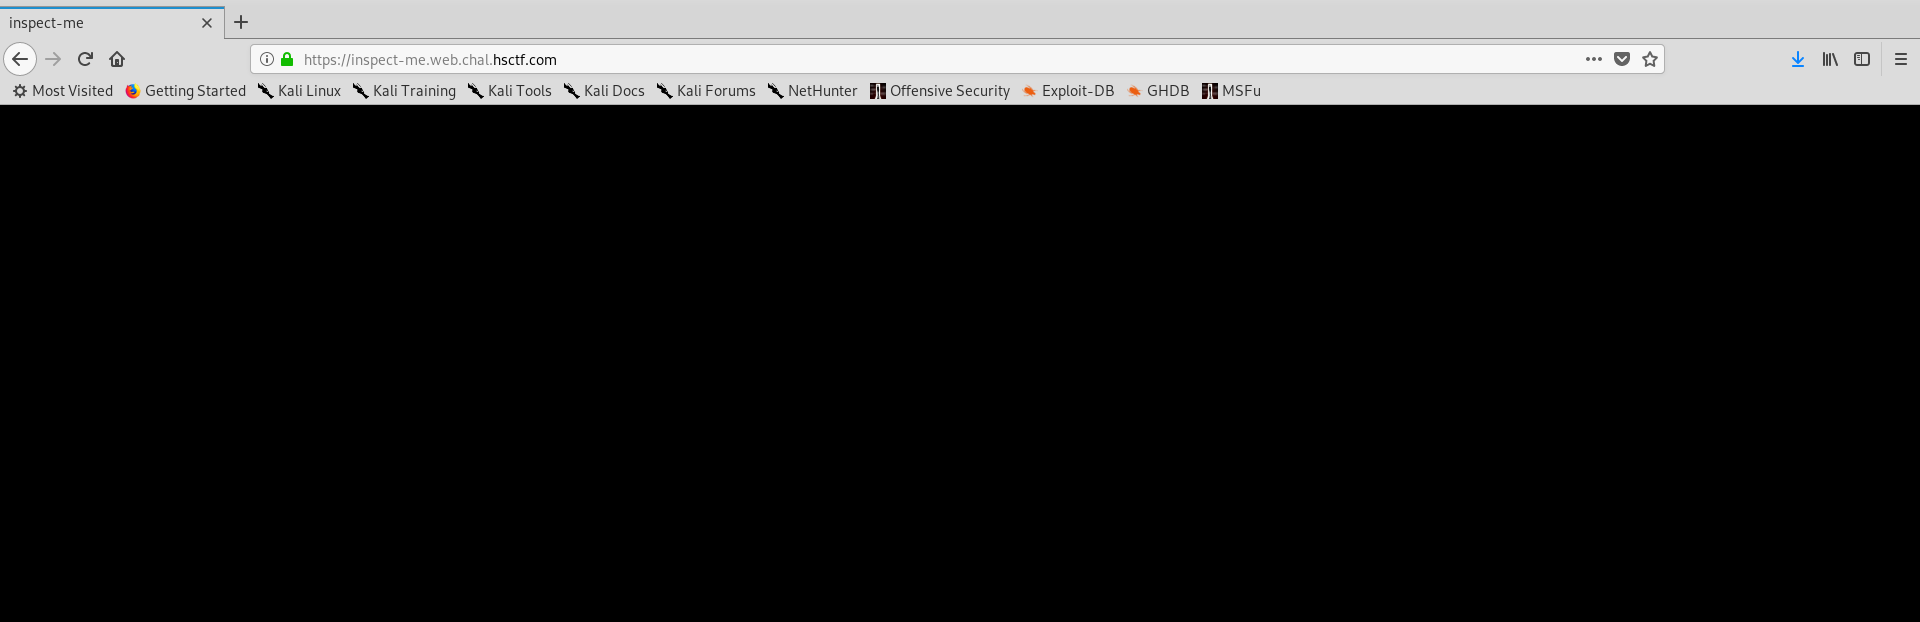 inspect-me
https://inspect-me.web.chal.hsctf.com
Most Visited Getting Started Kali Linux Kali Training Kali Tools Kali Docs Kali Forums NetHunter Offensive Security Exploit-DB GHDB MSFu